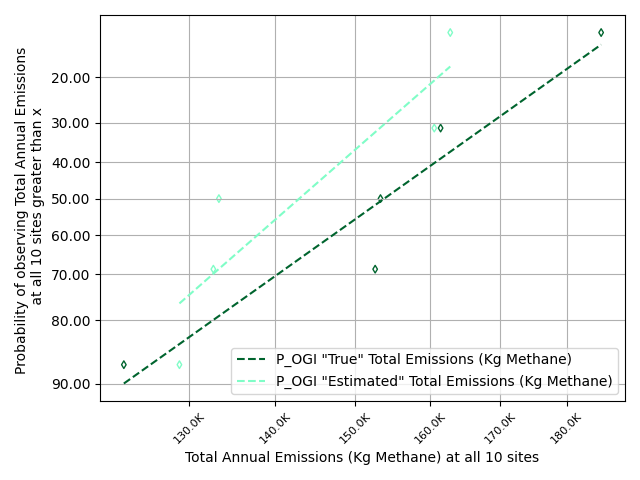 Probability of observing Total Annual Emissions
at all 10 sites greater than x
20.00
30.00
40.00
50.00
60.00
70.00
80.00
90.00
P_OGI "True" Total Emissions (Kg Methane)
P_OGI "Estimated" Total Emissions (Kg Methane)
130.0K
140.0K
150.0K
160.0K
170.0K
180.0K
Total Annual Emissions (Kg Methane) at all 10 sites